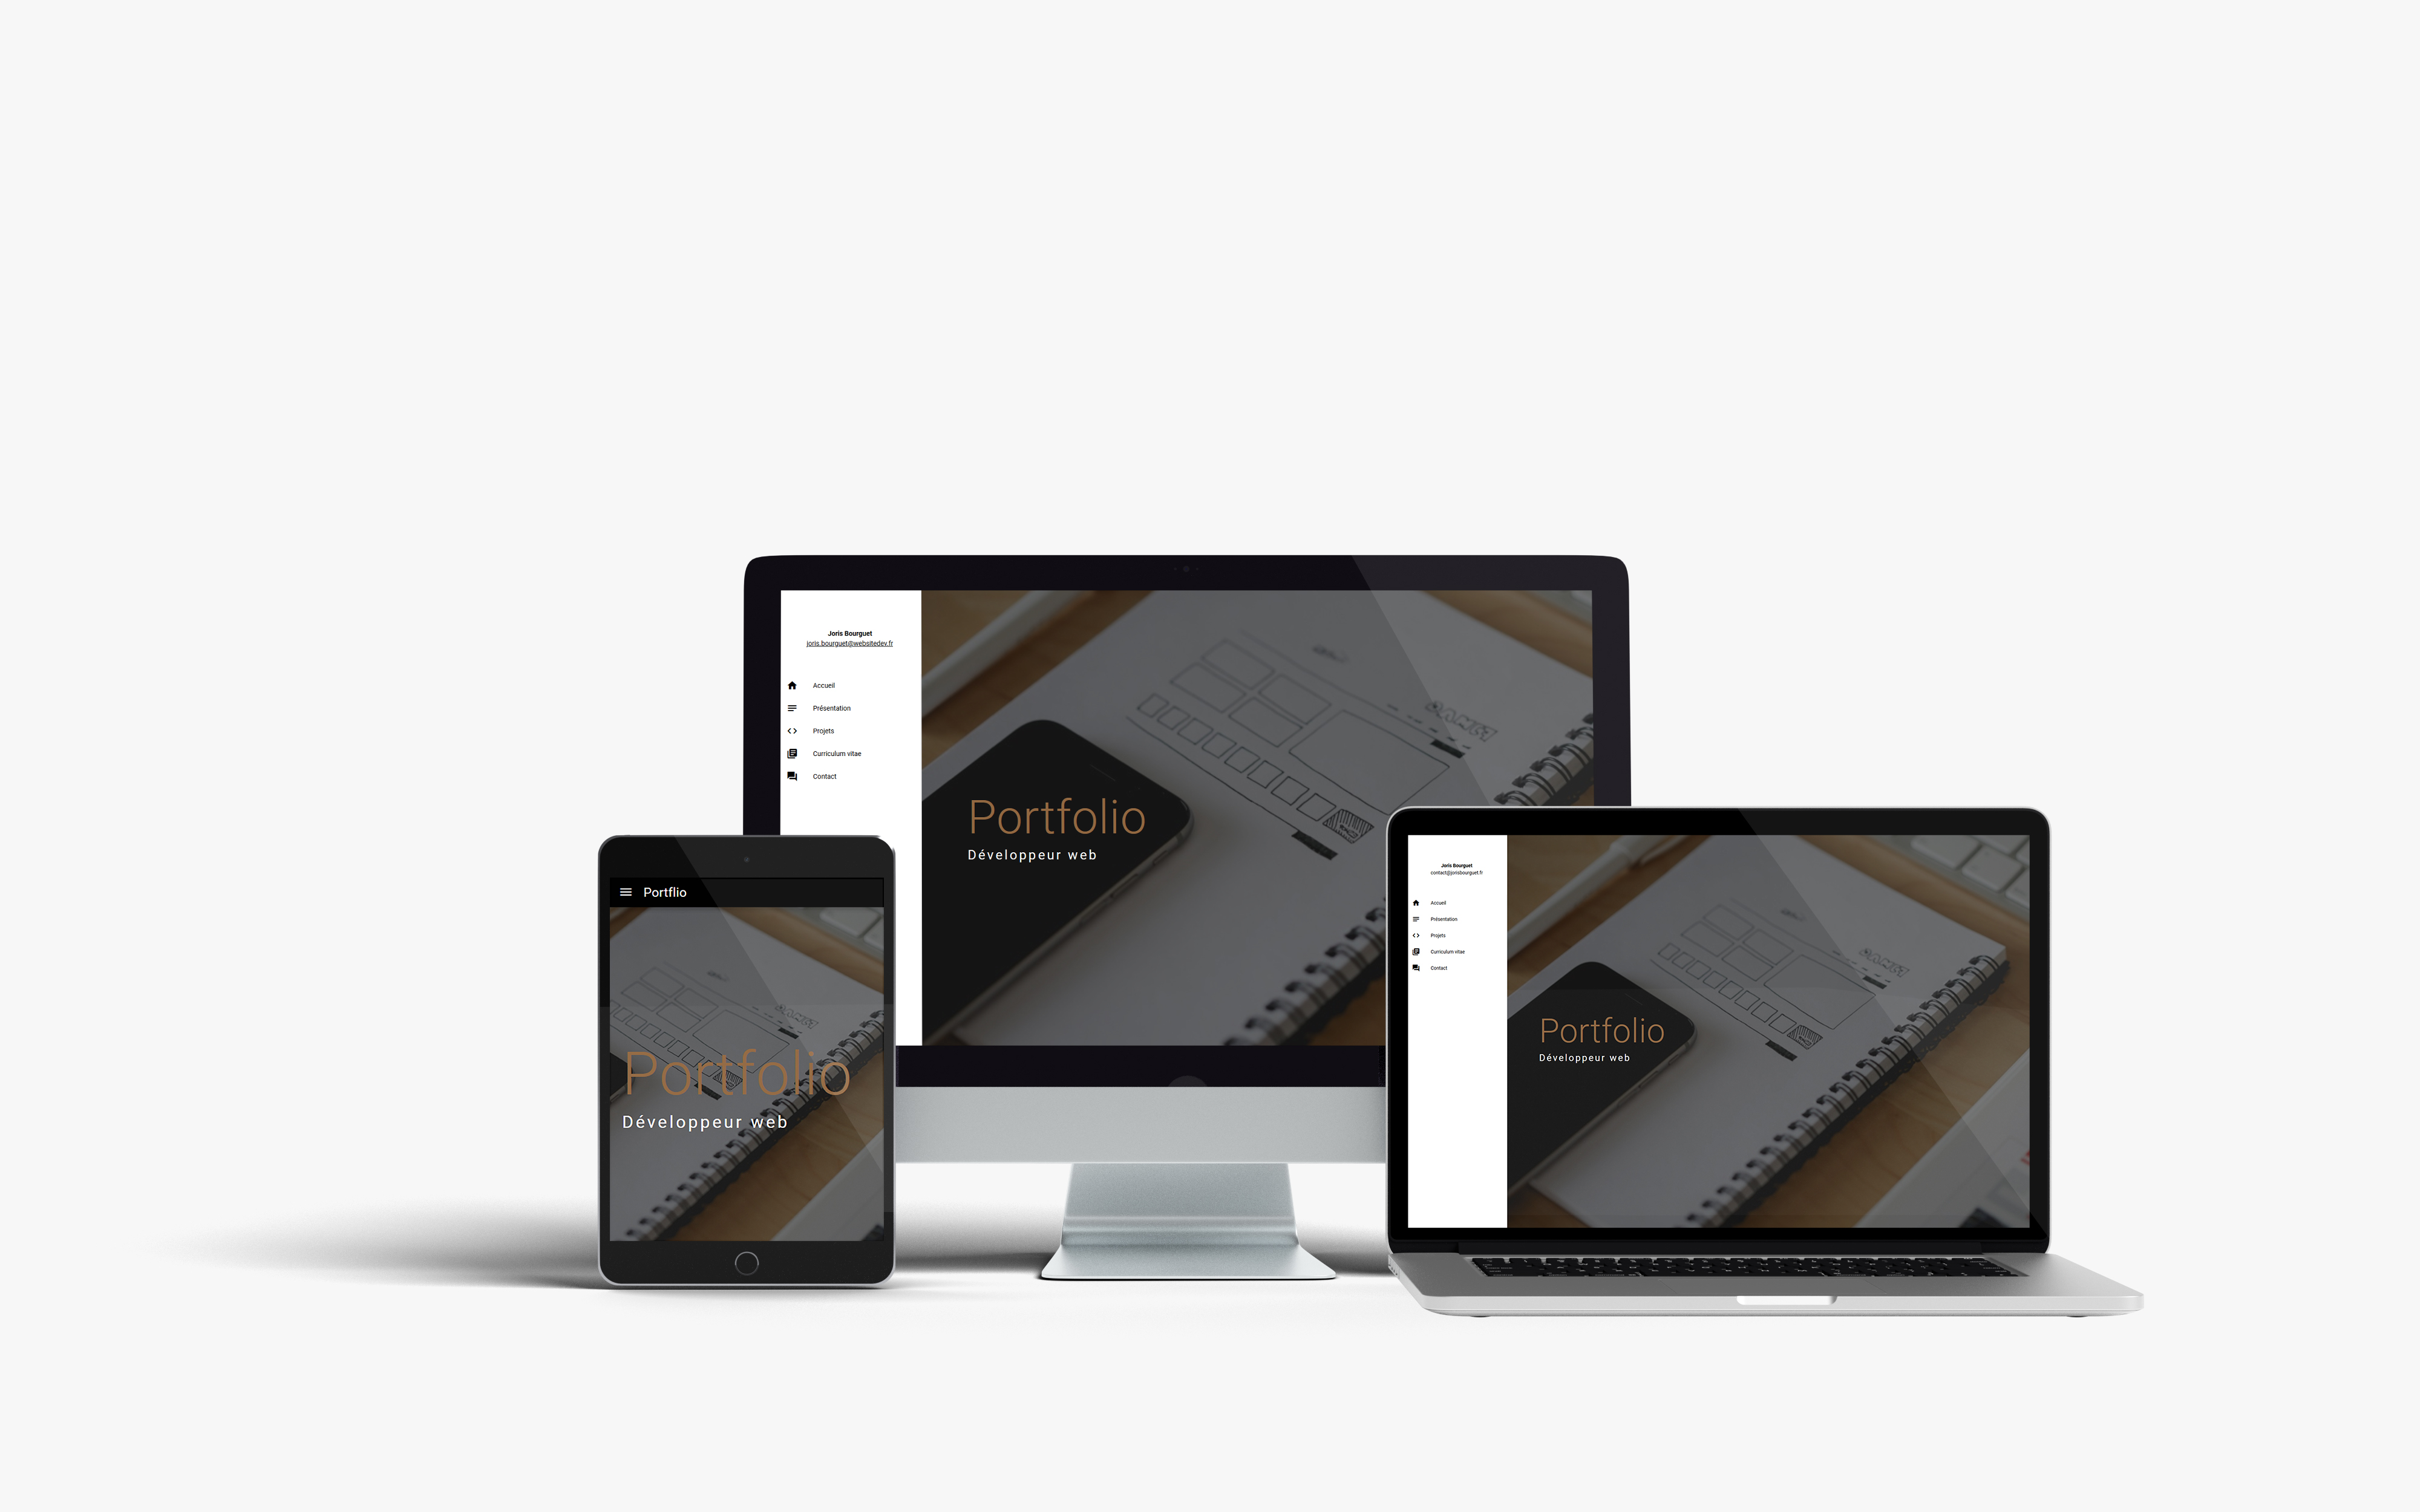 Joris Bourguet
joris.bourguet@websitedev.fr
Accueil
Présentation
Projets
Curriculum vitae
Contact
Portfolio
Développeur web
Portflio
Portfolio
Développeur web
Joris Bourguet
contact@jorisbourguet.fr
Accueil
Présentation
Projets
Curriculum vitae
Contact
Portfolio
Développeur web